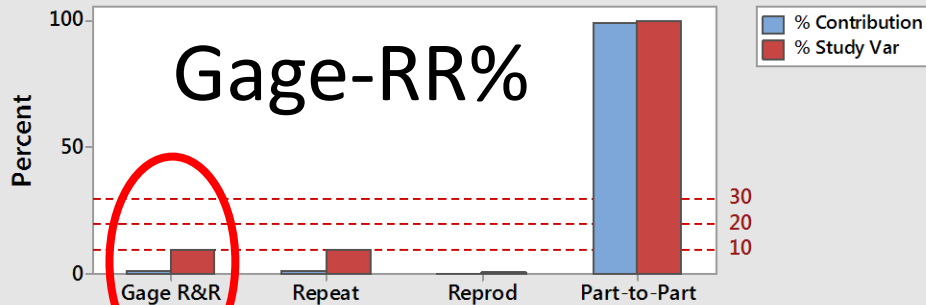 Gage-RR%
Percent
100
50
0
30
20
10
% Contribution
% Study Var
Gage R&R Repeat Reprod Part-to-Part